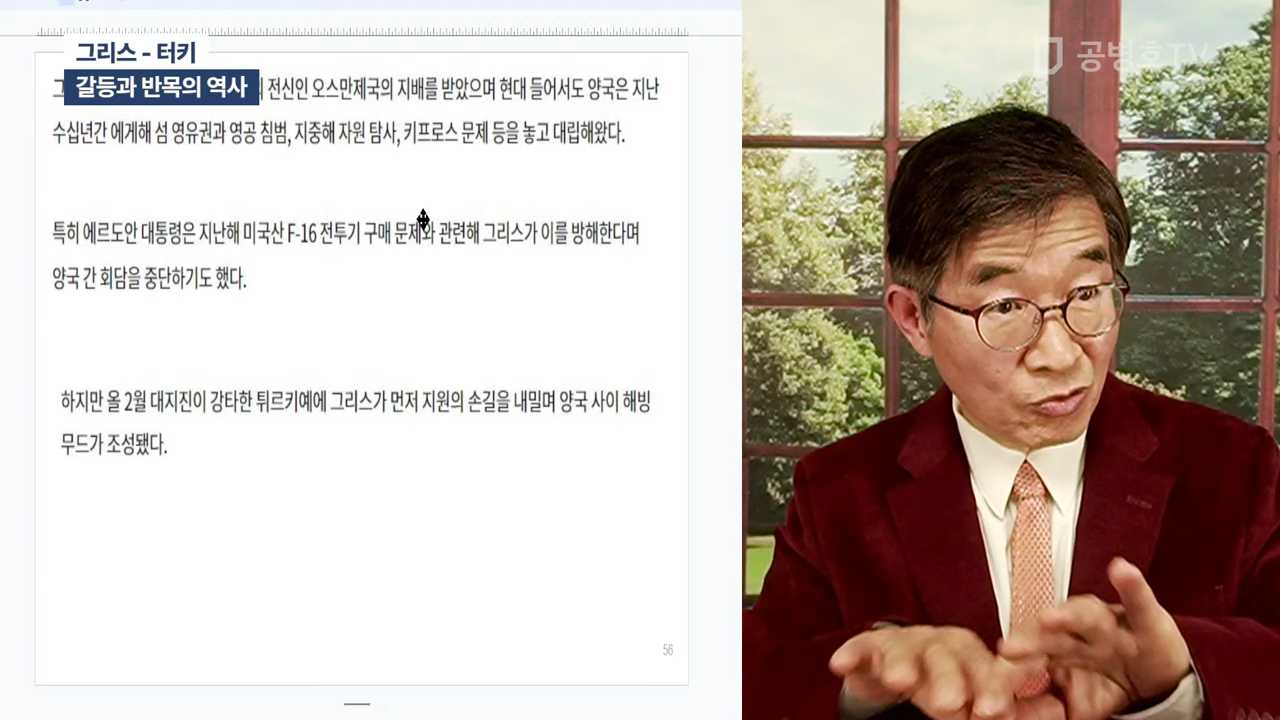 그리스 - 터키
갈등과 반목의 역사
공병호TV
전신인 오스만제국의 지배를 받았으며 현대 들어서도 양국은 지난
수십년간 에게해 섬 영유권과 영공 침범, 지중해 자원 탐사, 키프로스 문제 등을 놓고 대립해왔다.
특히 에르도안 대통령은 지난해 미국산 F-16 전투기 구매 문제와 관련해 그리스가 이를 방해한다며
양국 간 회담을 중단하기도 했다.
하지만 올 2월 대지진이 강타한 튀르키예에 그리스가 먼저 지원의 손길을 내밀며 양국 사이 해빙
무드가 조성됐다.
56